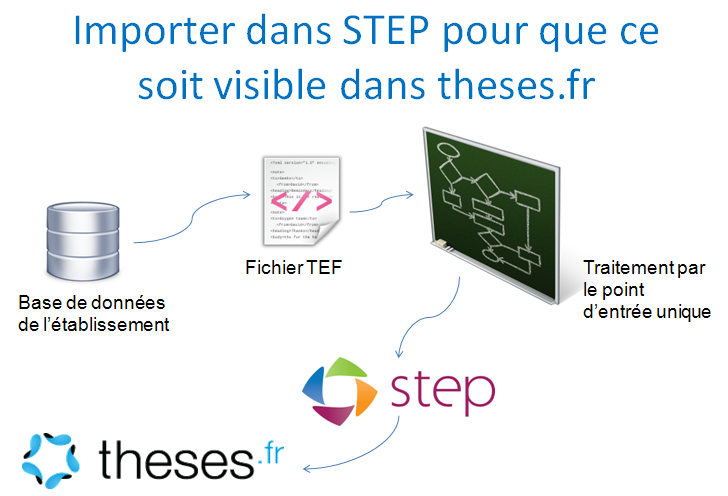 Importer dans STEP pour que ce
soit visible dans theses.fr
</>
Fichier TEF
Base de données
de l'établissement
Traitement par
le point
d'entrée unique
step
theses.fr